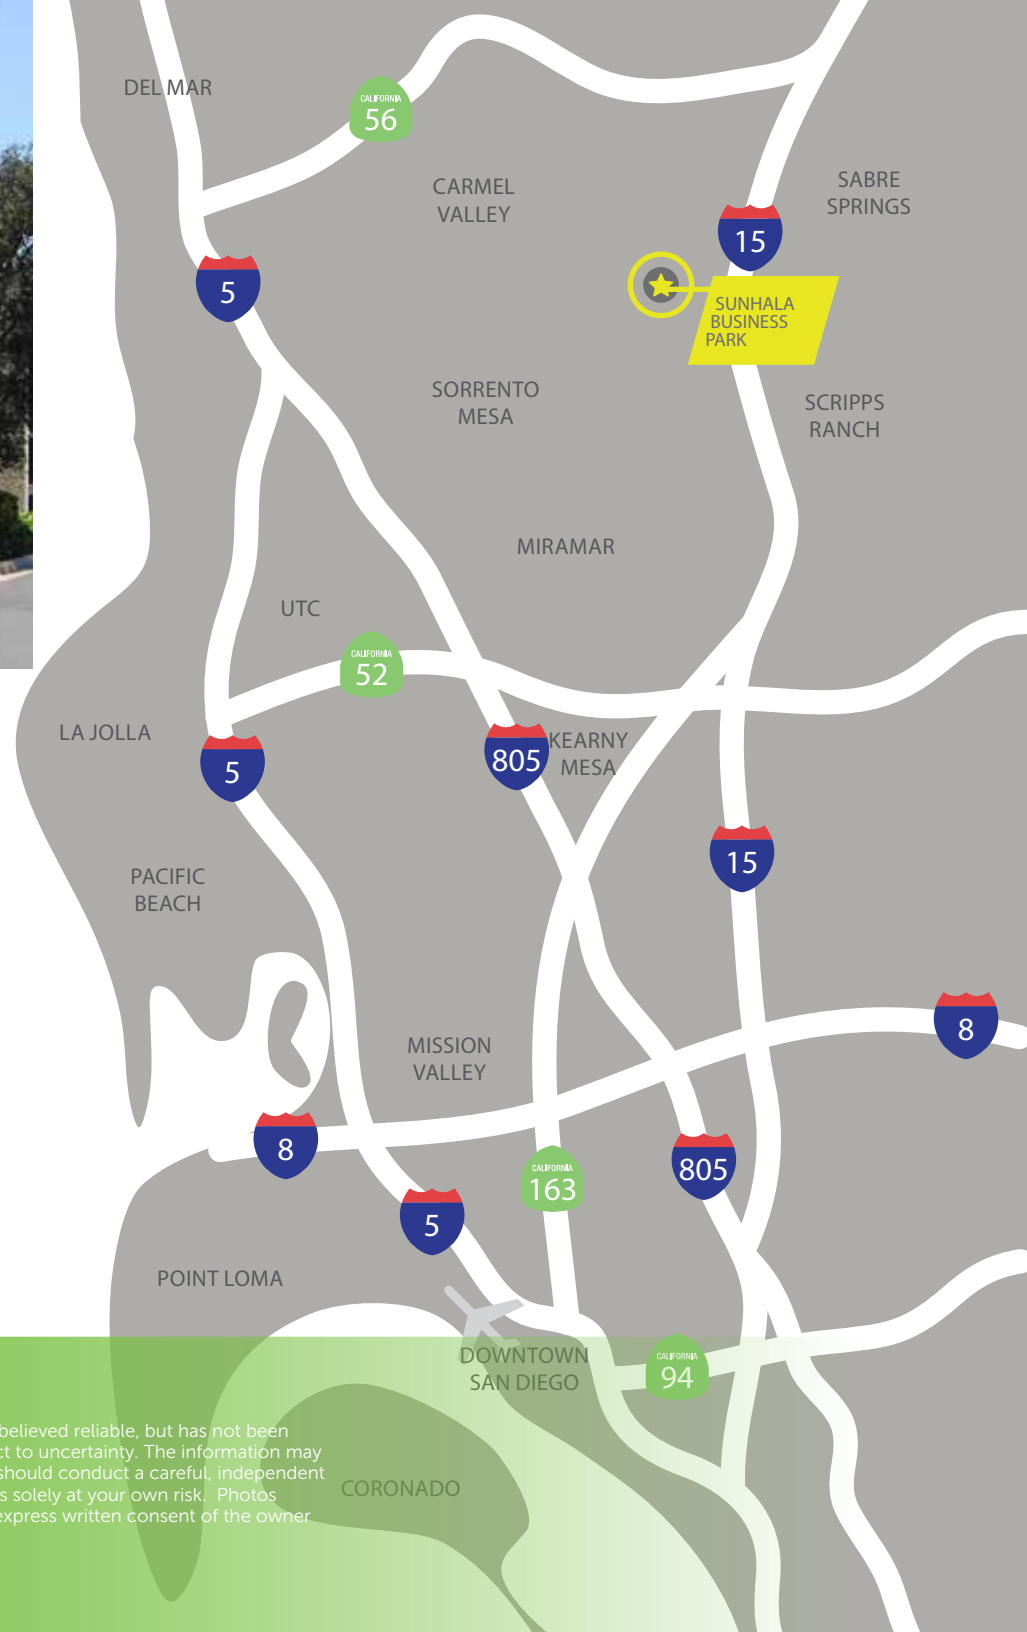 DEL MAR
CALIFORNIA
56
CARMEL
VALLEY
SABRE
SPRINGS
15
5
SUNHALA
BUSINESS
PARK
SORRENTO
MESA
SCRIPPS
RANCH
MIRAMAR
UTC
CALIFORNIA
52
LA JOLLA
5
805
KEARNY
MESA
15
PACIFIC
BEACH
8
MISSION
VALLEY
8
CALIFORNIA
163
805
5
POINT LOMA
DOWNTOWN
SAN DIEGO
CALIFORNIA
94
believed reliable, but has not been
ct to uncertainty. The information may
should conduct a careful, independent
s solely at your own risk. Photos
express written consent of the owner
CORONADO